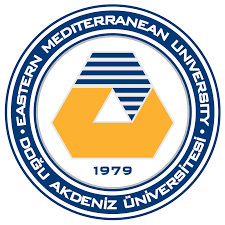 EASTERN MEDITERRANEAN UNIVERSITY
1979
DOĞU AKDENİZ ÜNİVERSİTESİ